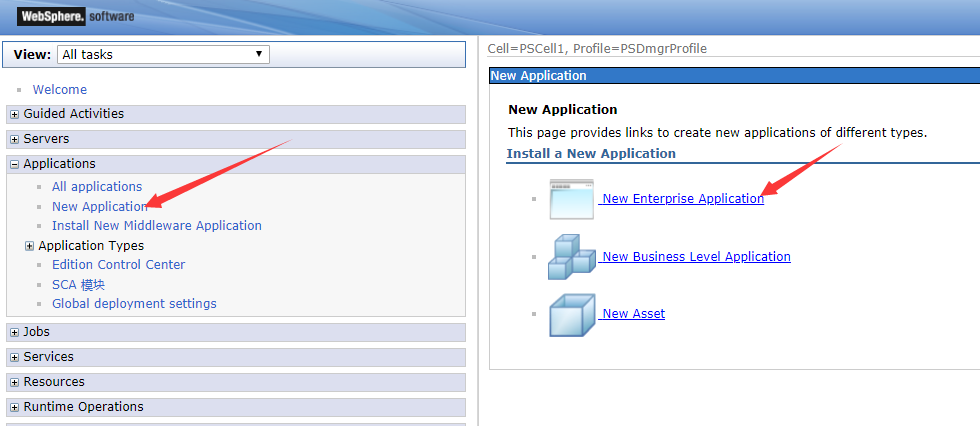 WebSphere. software
View: All tasks
Welcome
Guided Activities
Servers
Applications
All applications
New Application
Install New Middleware Application
Application Types
Edition Control Center
SCA 模块
Global deployment settings
Jobs
Services
Resources
Runtime Operations
Cell=PSCell1, Profile=PSDmgrProfile
New Application
New Application
This page provides links to create new applications of different types.
Install a New Application
New Enterprise Application
New Business Level Application
New Asset